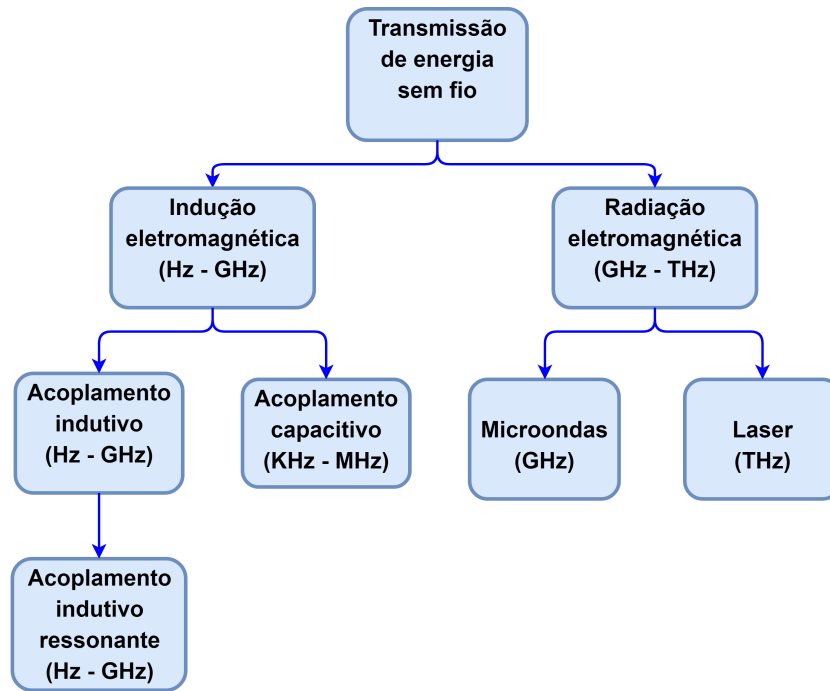 Transmissão
de energia
sem fio
Indução
eletromagnética
(Hz - GHz)
Radiação
eletromagnética
(GHz - THz)
Acoplamento
indutivo
(Hz - GHz)
Acoplamento
capacitivo
(KHz - MHz)
Microondas
(GHz)
Laser
(THz)
Acoplamento
indutivo
ressonante
(Hz - GHz)